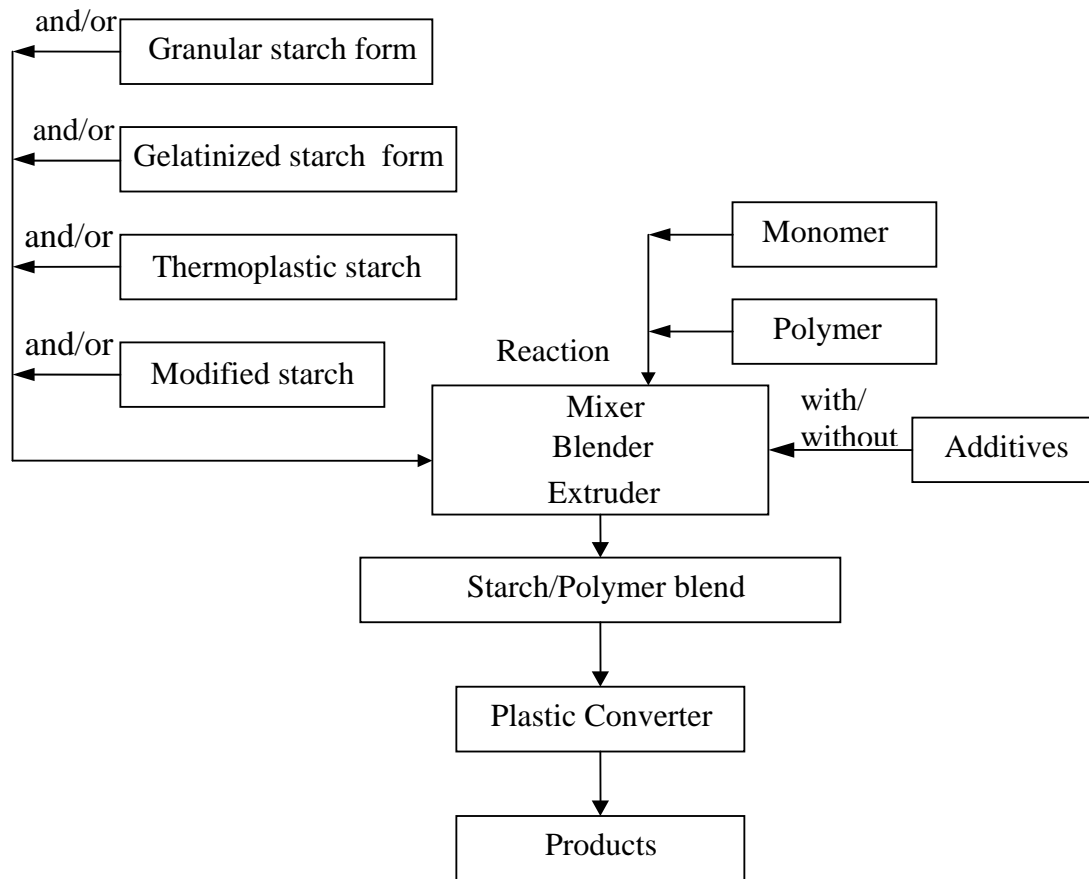 and/or
Granular starch form
and/or
Gelatinized starch form
and/or
Thermoplastic starch
and/or
Modified starch
Monomer
Polymer
Reaction
Mixer
Blender
Extruder
with/
without
Additives
Starch/Polymer blend
Plastic Converter
Products